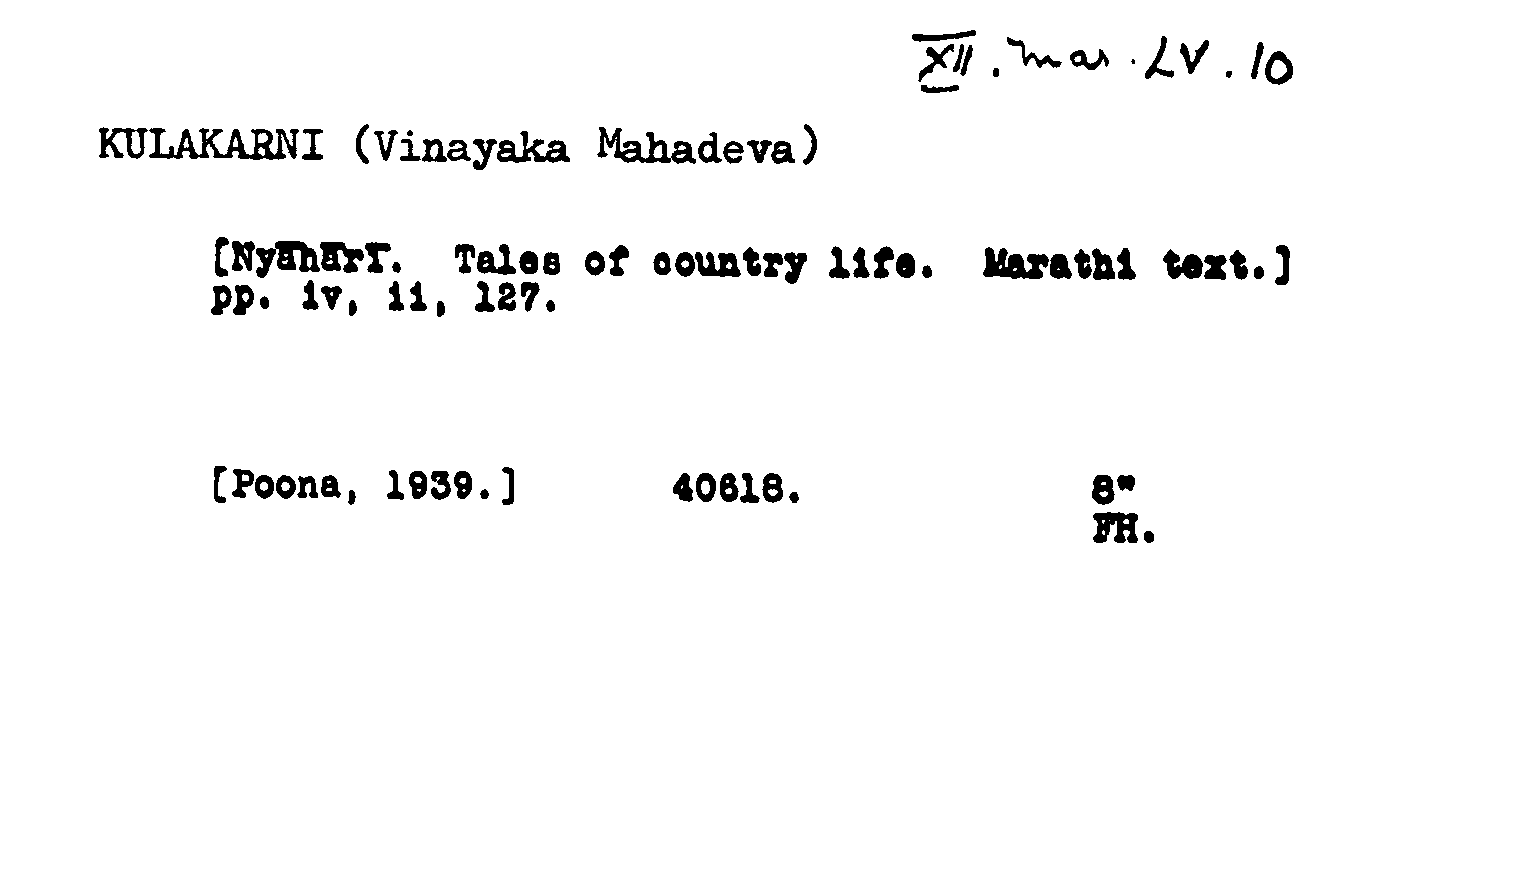 XII. Mar. LV. 10
KULAKARNI (Vinayaka Mahadeva)
[Nyāhārī. Tales of country life. Marathi text.]
pp. iv, ii, 127.
[Poona, 1939.] 40618. 8"
FH.